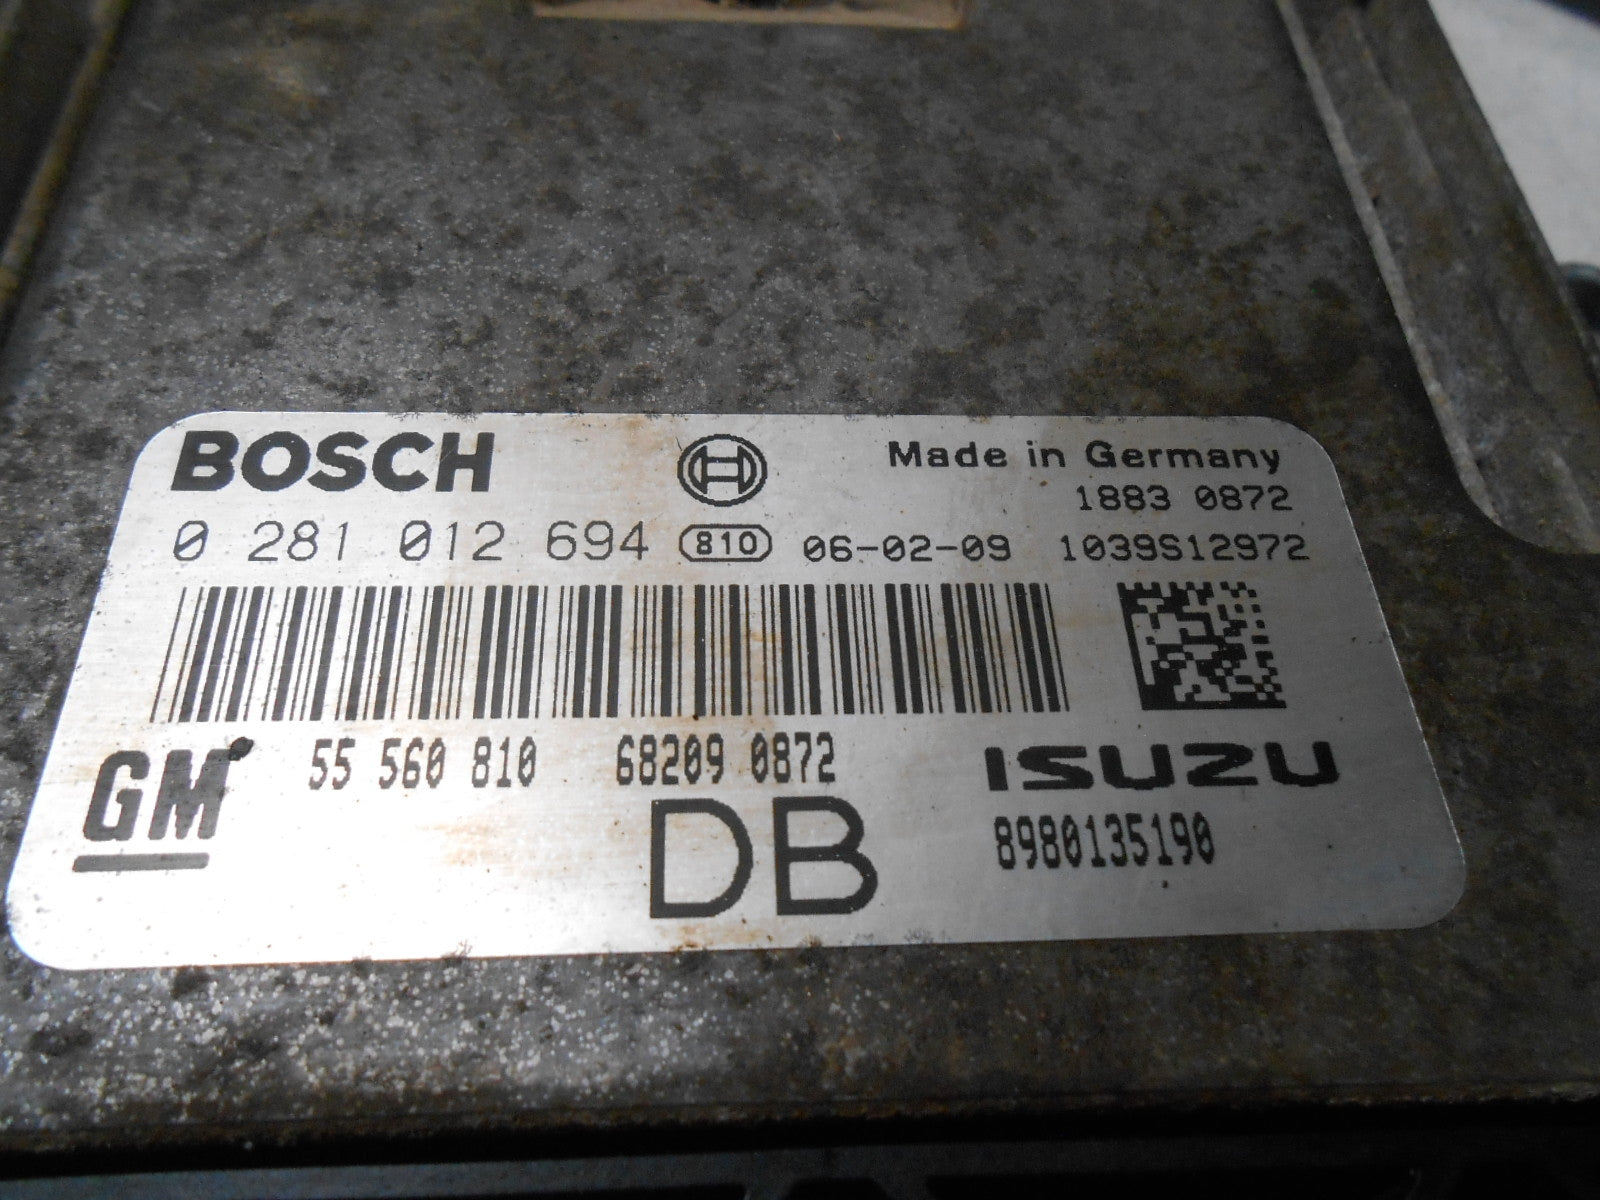 BOSCH Made in Germany
1883 0872
0 281 012 694 810 06-02-09 1039S12972
GM 55 560 810 68209 0872 ISUZU
DB 8980135190